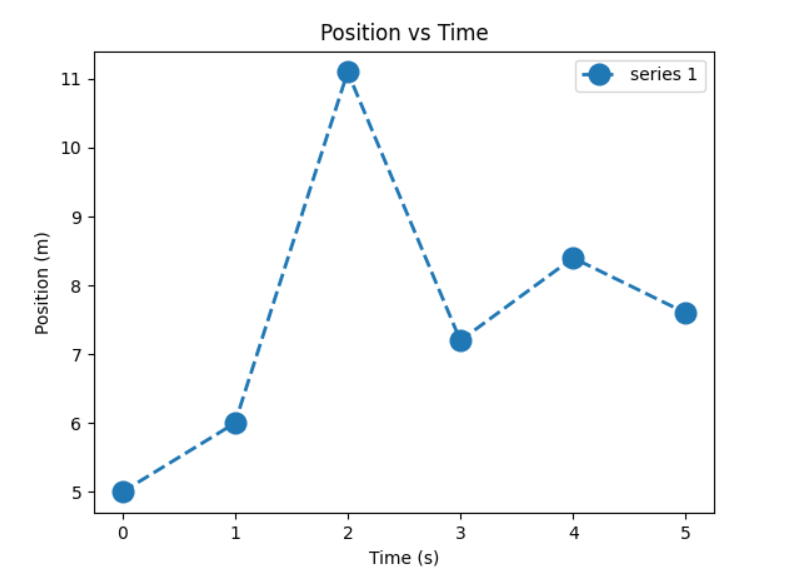 Position vs Time
series 1
11
10
9
8
7
6
5
Position (m)
0 1 2 3 4 5
Time (s)